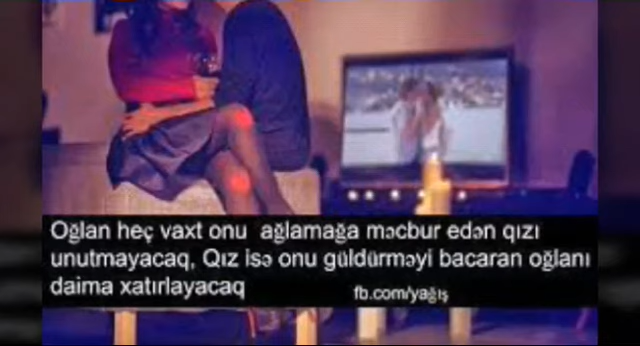 Oğlan heç vaxt onu ağlamağa məcbur edən qızı
unutmayacaq, Qız isə onu güldürməyi bacaran oğlanı
daima xatırlayacaq
fb.com/yağış